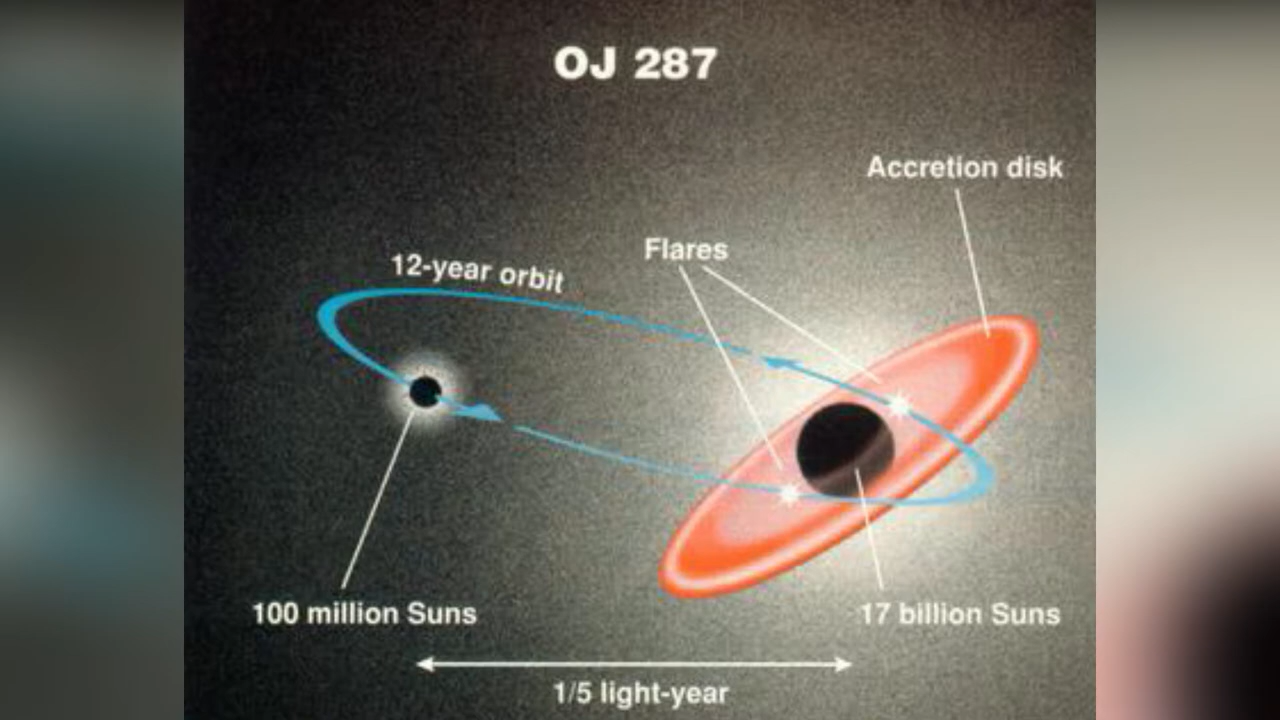 OJ 287
Accretion disk
Flares
12-year orbit
100 million Suns
17 billion Suns
1/5 light-year